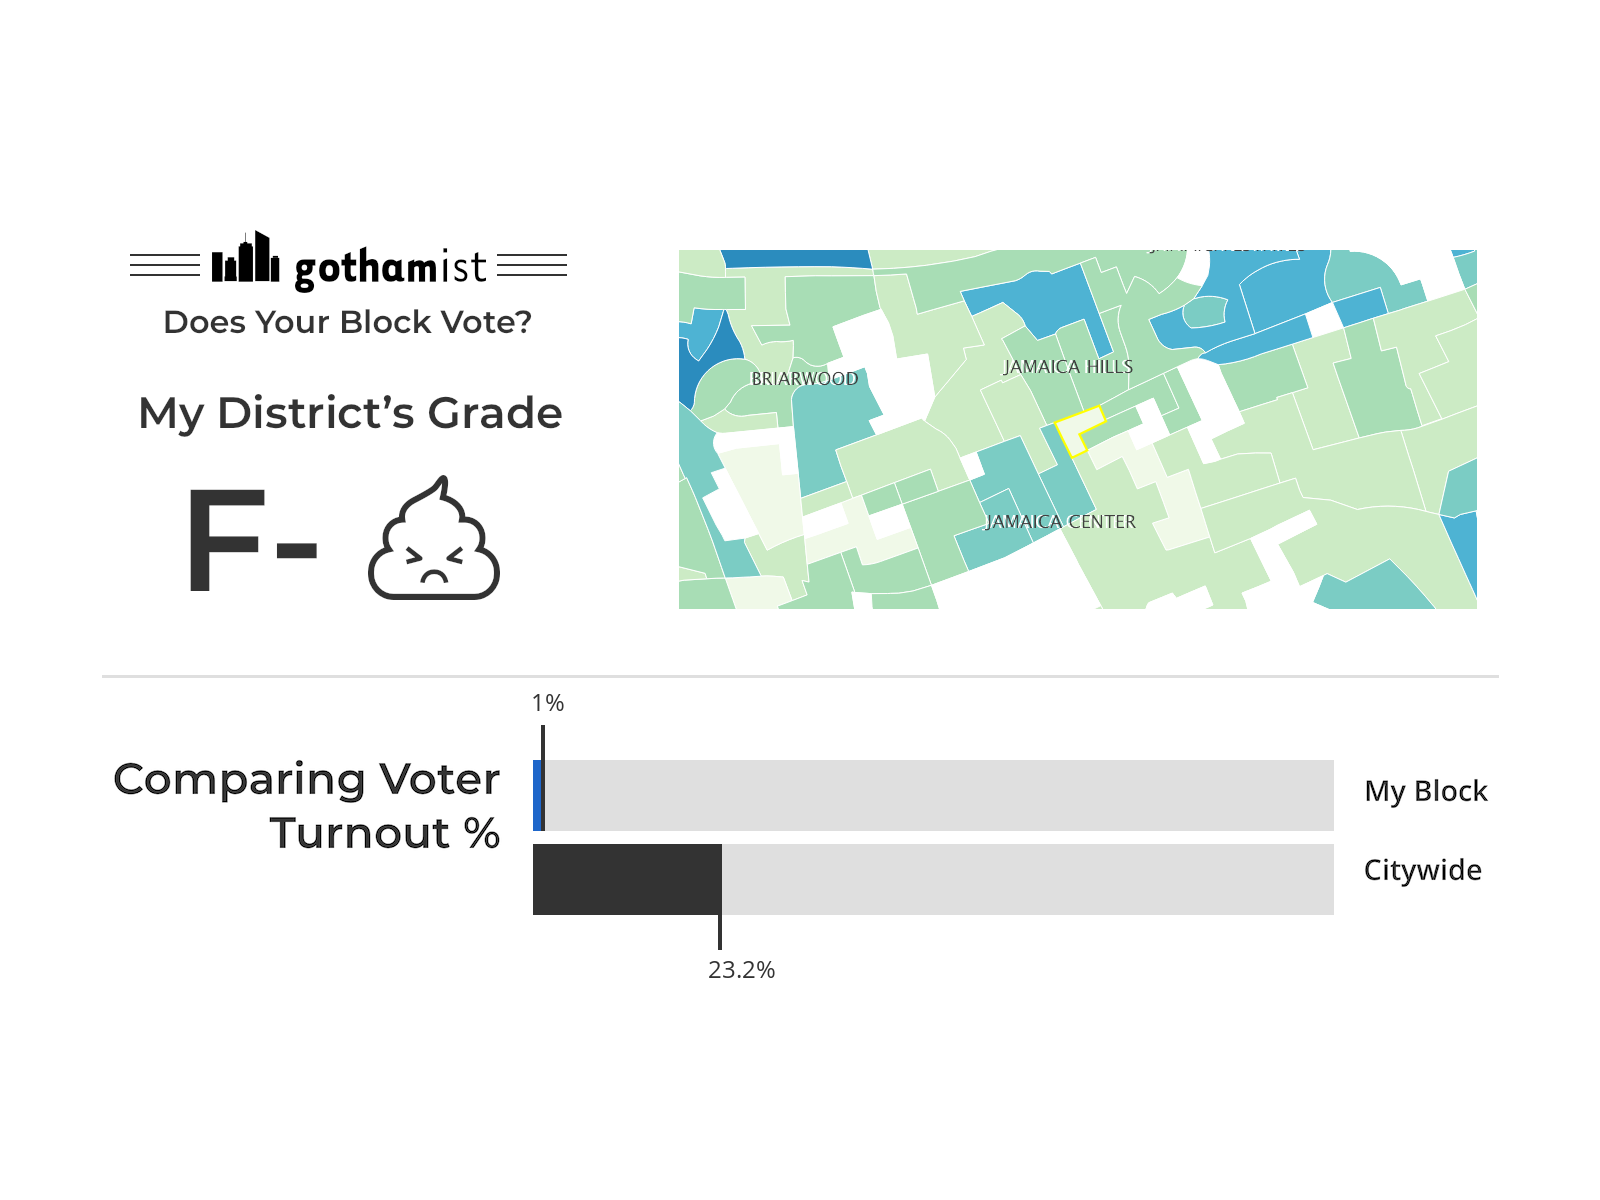 gothamist
Does Your Block Vote?
My District's Grade
F-
BRIARWOOD
JAMAICA HILLS
JAMAICA CENTER
1%
Comparing Voter
Turnout %
My Block
Citywide
23.2%